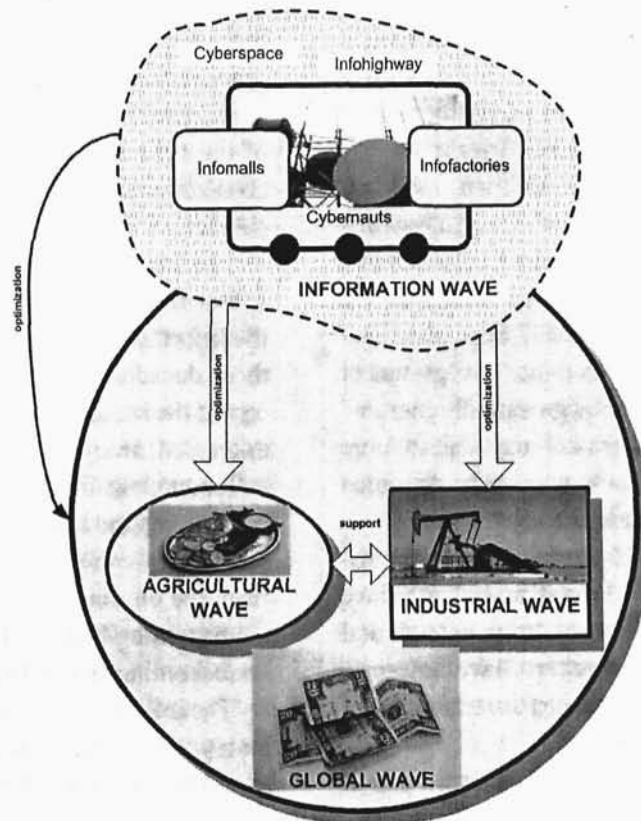 Cyberspace
Infohighway
Infomalls
Infofactories
Cybernauts
INFORMATION WAVE
optimization
optimization
optimization
support
AGRICULTURAL
WAVE
INDUSTRIAL WAVE
GLOBAL WAVE